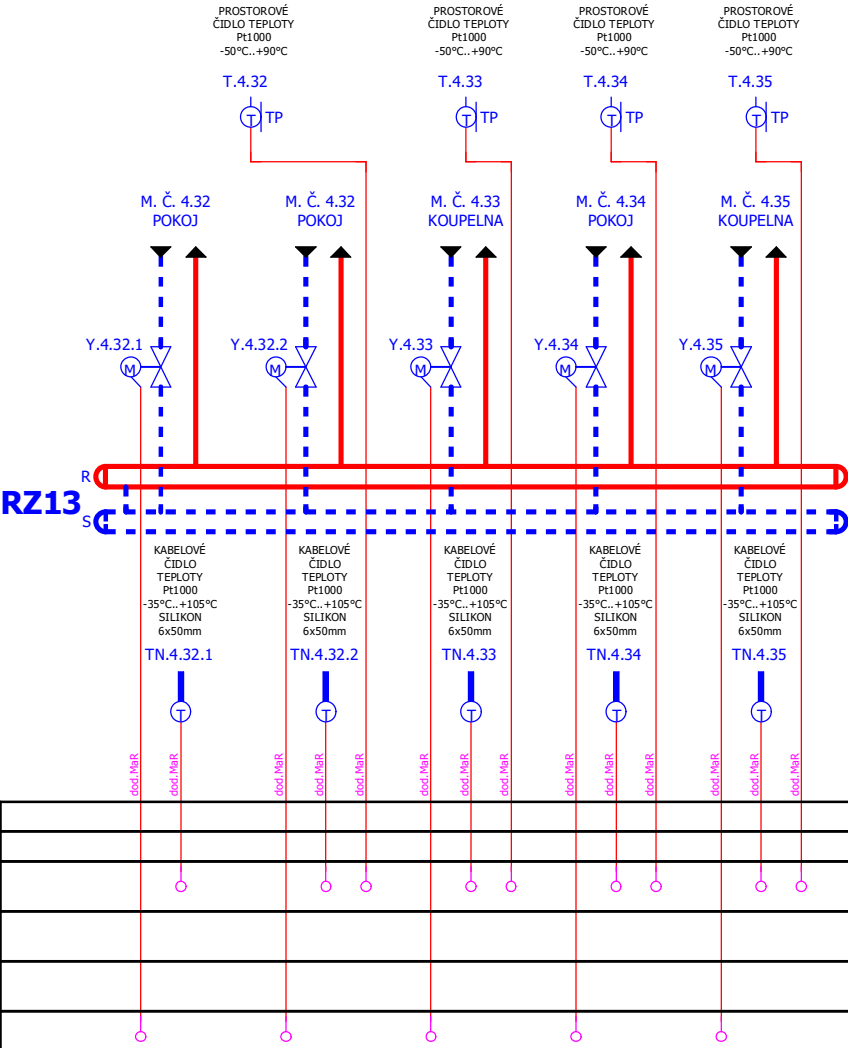 PROSTOROVÉ
ČIDLO TEPLOTY
Pt1000
-50°C..+90°C
PROSTOROVÉ
ČIDLO TEPLOTY
Pt1000
-50°C..+90°C
PROSTOROVÉ
ČIDLO TEPLOTY
Pt1000
-50°C..+90°C
PROSTOROVÉ
ČIDLO TEPLOTY
Pt1000
-50°C..+90°C
T.4.32
T.4.33
T.4.34
T.4.35
T TP
T TP
T TP
T TP
M. Č. 4.32
POKOJ
M. Č. 4.32
POKOJ
M. Č. 4.33
KOUPELNA
M. Č. 4.34
POKOJ
M. Č. 4.35
KOUPELNA
Y.4.32.1
Y.4.32.2
Y.4.33
Y.4.34
Y.4.35
M
M
M
M
M
R
RZ13
S
KABELOVÉ
ČIDLO
TEPLOTY
Pt1000
-35°C..+105°C
SILIKON
6x50mm
KABELOVÉ
ČIDLO
TEPLOTY
Pt1000
-35°C..+105°C
SILIKON
6x50mm
KABELOVÉ
ČIDLO
TEPLOTY
Pt1000
-35°C..+105°C
SILIKON
6x50mm
KABELOVÉ
ČIDLO
TEPLOTY
Pt1000
-35°C..+105°C
SILIKON
6x50mm
KABELOVÉ
ČIDLO
TEPLOTY
Pt1000
-35°C..+105°C
SILIKON
6x50mm
TN.4.32.1
TN.4.32.2
TN.4.33
TN.4.34
TN.4.35
T
T
T
T
T
dod.MaR
dod.MaR
dod.MaR
dod.MaR
dod.MaR
dod.MaR
dod.MaR
dod.MaR
dod.MaR
dod.MaR
dod.MaR
dod.MaR
dod.MaR
dod.MaR